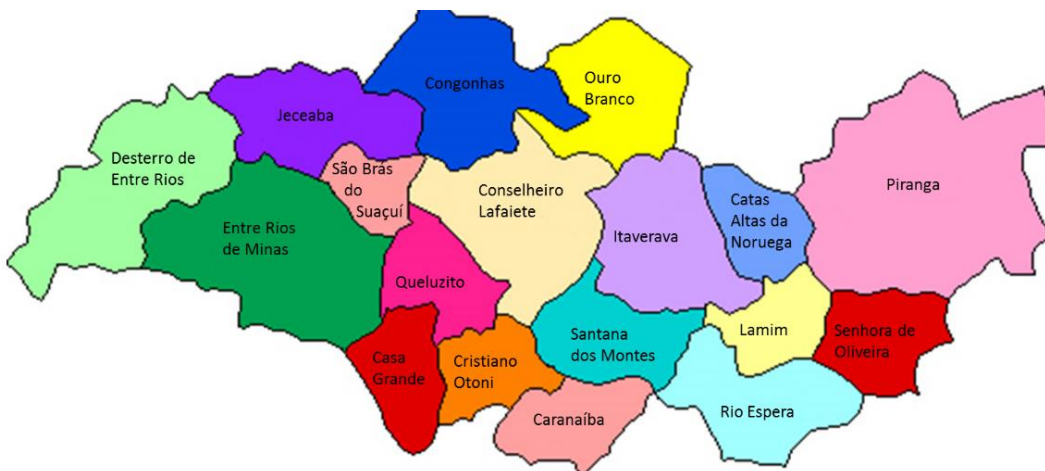 Congonhas
Ouro
Branco
Jeceaba
Desterro de
Entre Rios
São Brás
do
Suaçuí
Conselheiro
Lafaiete
Catas
Altas da
Noruega
Piranga
Entre Rios
de Minas
Itaverava
Queluzito
Santana
dos Montes
Lamim
Senhora de
Oliveira
Casa
Grande
Cristiano
Otoni
Caranaíba
Rio Espera